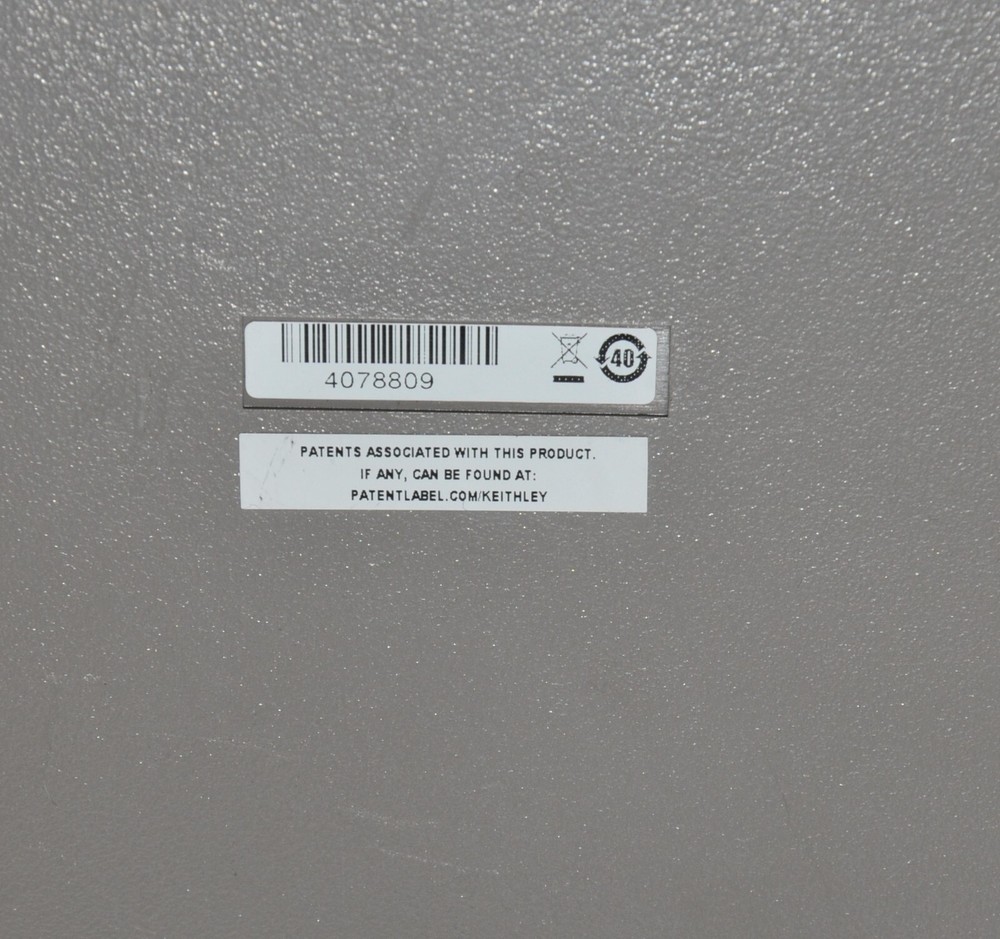 4078809
40
PATENTS ASSOCIATED WITH THIS PRODUCT.
IF ANY, CAN BE FOUND AT:
PATENTLABEL.COM/KEITHLEY